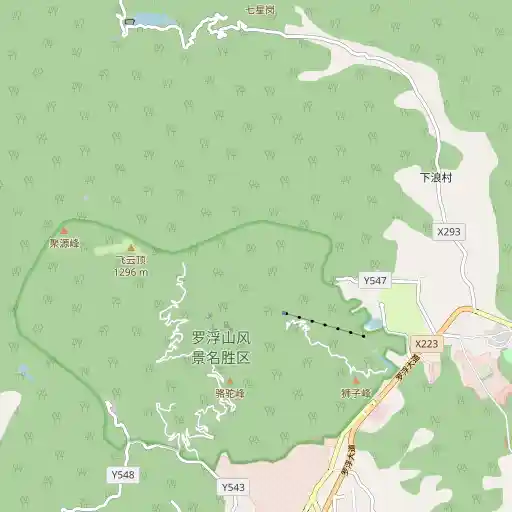 七星岗
下浪村
X293
聚源峰
飞云顶
1296 m
Y547
罗浮山风
景名胜区
X223
罗浮大道
骆驼峰
狮子峰
罗浮大道
Y548
Y543